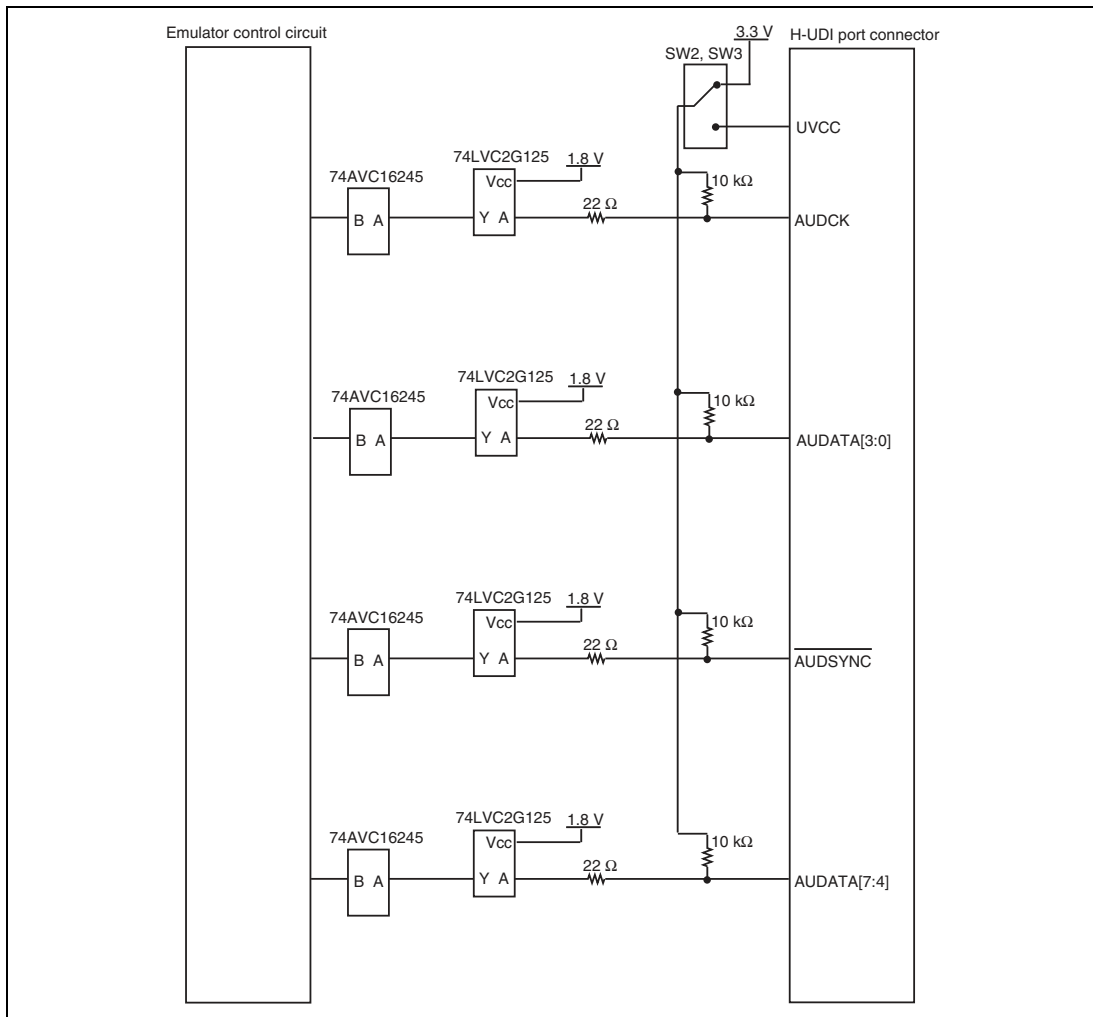 Emulator control circuit
3.3 V
H-UDI port connector
SW2, SW3
UVCC
74LVC2G125
1.8 V
74AVC16245
Vcc
10 kΩ
22 Ω
B A
Y A
AUDCK
74LVC2G125
1.8 V
74AVC16245
Vcc
10 kΩ
22 Ω
B A
Y A
AUDATA[3:0]
74LVC2G125
1.8 V
74AVC16245
Vcc
10 kΩ
22 Ω
B A
Y A
AUDSYNC
74LVC2G125
1.8 V
74AVC16245
Vcc
10 kΩ
22 Ω
B A
Y A
AUDATA[7:4]